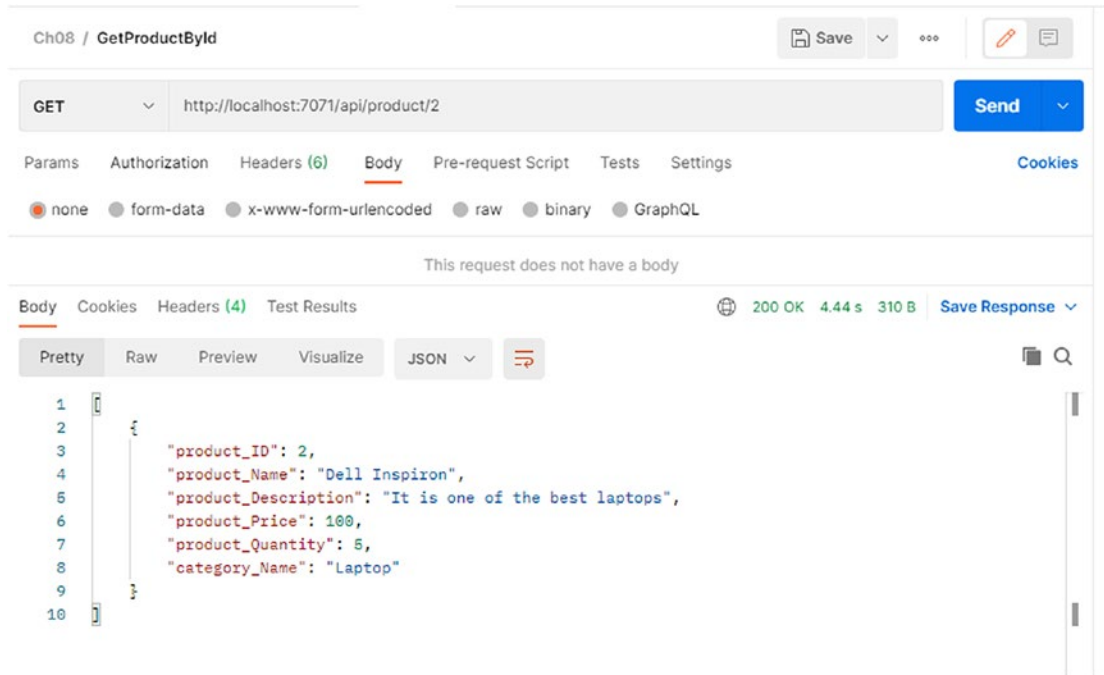 Ch08 / GetProductById
Save
GET http://localhost:7071/api/product/2 Send
Params Authorization Headers (6) Body Pre-request Script Tests Settings Cookies
none form-data x-www-form-urlencoded raw binary GraphQL
This request does not have a body
Body Cookies Headers (4) Test Results 200 OK 4.44 s 310 B Save Response
Pretty Raw Preview Visualize JSON
1 [
2 {
3 "product_ID": 2,
4 "product_Name": "Dell Inspiron",
5 "product_Description": "It is one of the best laptops",
6 "product_Price": 100,
7 "product_Quantity": 5,
8 "category_Name": "Laptop"
9 }
10 ]